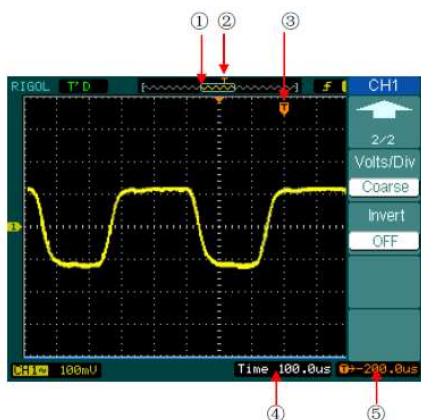 ① ② ③
RIGOL T'D CH1
T
2/2
Volts/Div
Coarse
Invert
OFF
1
CH1~ 100mV Time 100.0us T→-200.0us
④ ⑤